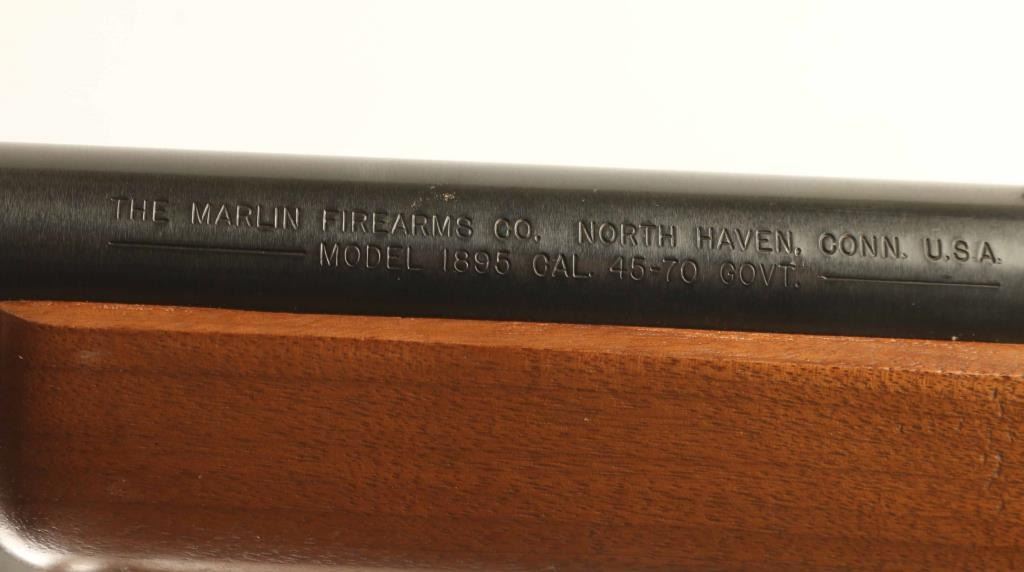 THE MARLIN FIREARMS CO. NORTH HAVEN, CONN. U.S.A.
MODEL 1895 CAL. 45-70 GOVT.